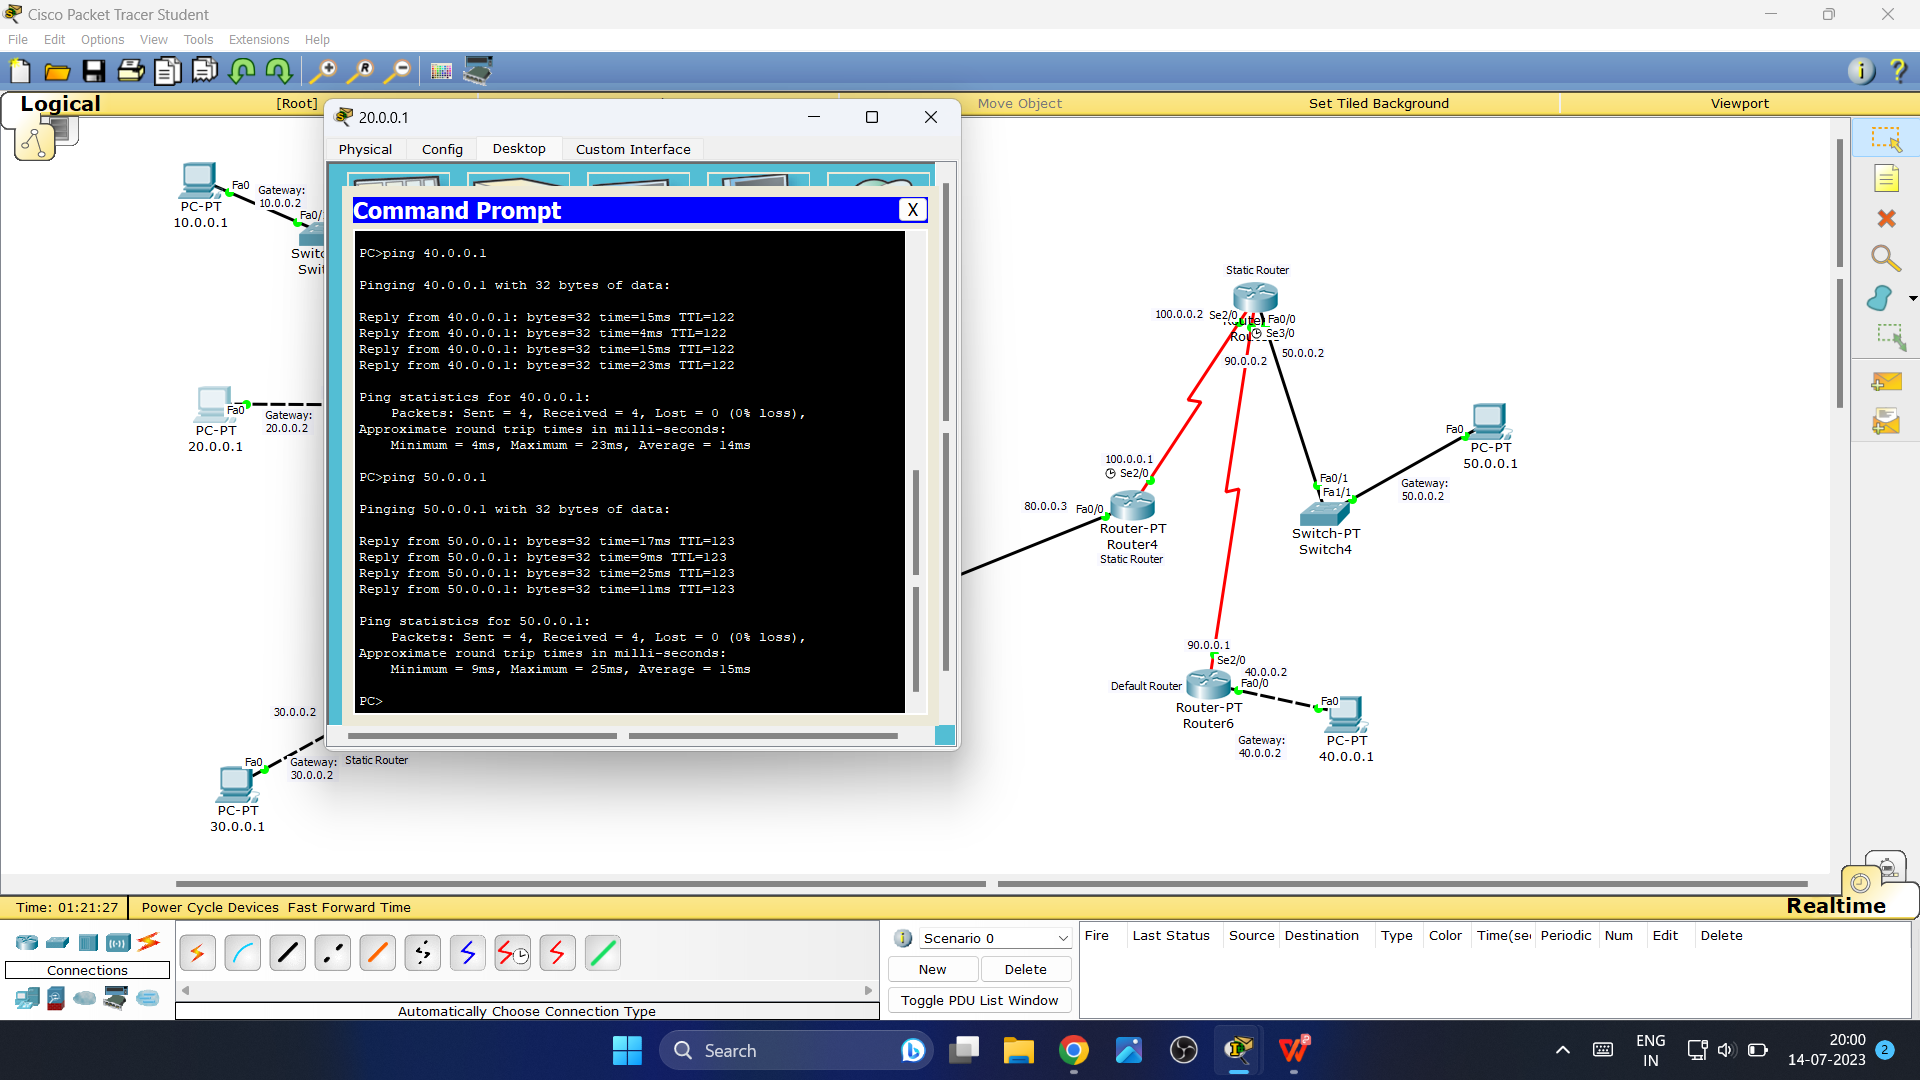 Cisco Packet Tracer Student
File Edit Options View Tools Extensions Help
Logical
[Root]
Move Object
Set Tiled Background
Viewport
20.0.0.1
Physical Config Desktop Custom Interface
Command Prompt
X
PC>ping 40.0.0.1
Pinging 40.0.0.1 with 32 bytes of data:
Reply from 40.0.0.1: bytes=32 time=15ms TTL=122
Reply from 40.0.0.1: bytes=32 time=4ms TTL=122
Reply from 40.0.0.1: bytes=32 time=15ms TTL=122
Reply from 40.0.0.1: bytes=32 time=23ms TTL=122
Ping statistics for 40.0.0.1:
Packets: Sent = 4, Received = 4, Lost = 0 (0% loss),
Approximate round trip times in milli-seconds:
Minimum = 4ms, Maximum = 23ms, Average = 14ms
PC>ping 50.0.0.1
Pinging 50.0.0.1 with 32 bytes of data:
Reply from 50.0.0.1: bytes=32 time=17ms TTL=123
Reply from 50.0.0.1: bytes=32 time=9ms TTL=123
Reply from 50.0.0.1: bytes=32 time=25ms TTL=123
Reply from 50.0.0.1: bytes=32 time=11ms TTL=123
Ping statistics for 50.0.0.1:
Packets: Sent = 4, Received = 4, Lost = 0 (0% loss),
Approximate round trip times in milli-seconds:
Minimum = 9ms, Maximum = 25ms, Average = 15ms
PC>
Fa0
Gateway:
10.0.0.2
PC-PT
10.0.0.1
Fa0/
Swit
Fa0
Gateway:
20.0.0.2
PC-PT
20.0.0.1
30.0.0.2
Fa0
Gateway:
30.0.0.2
Static Router
PC-PT
30.0.0.1
Static Router
100.0.0.2 Se2/0
Fa0/0
Se3/0
50.0.0.2
90.0.0.2
100.0.0.1
Se2/0
80.0.0.3 Fa0/0
Router-PT
Router4
Static Router
Fa0
PC-PT
50.0.0.1
Gateway:
50.0.0.2
Fa0/1
Fa1/1
Switch-PT
Switch4
90.0.0.1
Se2/0
40.0.0.2
Fa0/0
Default Router
Router-PT
Router6
Gateway:
40.0.0.2
Fa0
PC-PT
40.0.0.1
Time: 01:21:27 Power Cycle Devices Fast Forward Time
Realtime
Connections
Automatically Choose Connection Type
Scenario 0
New Delete
Toggle PDU List Window
Fire Last Status Source Destination Type Color Time(se Periodic Num Edit Delete
Search
ENG
IN
20:00
14-07-2023
2